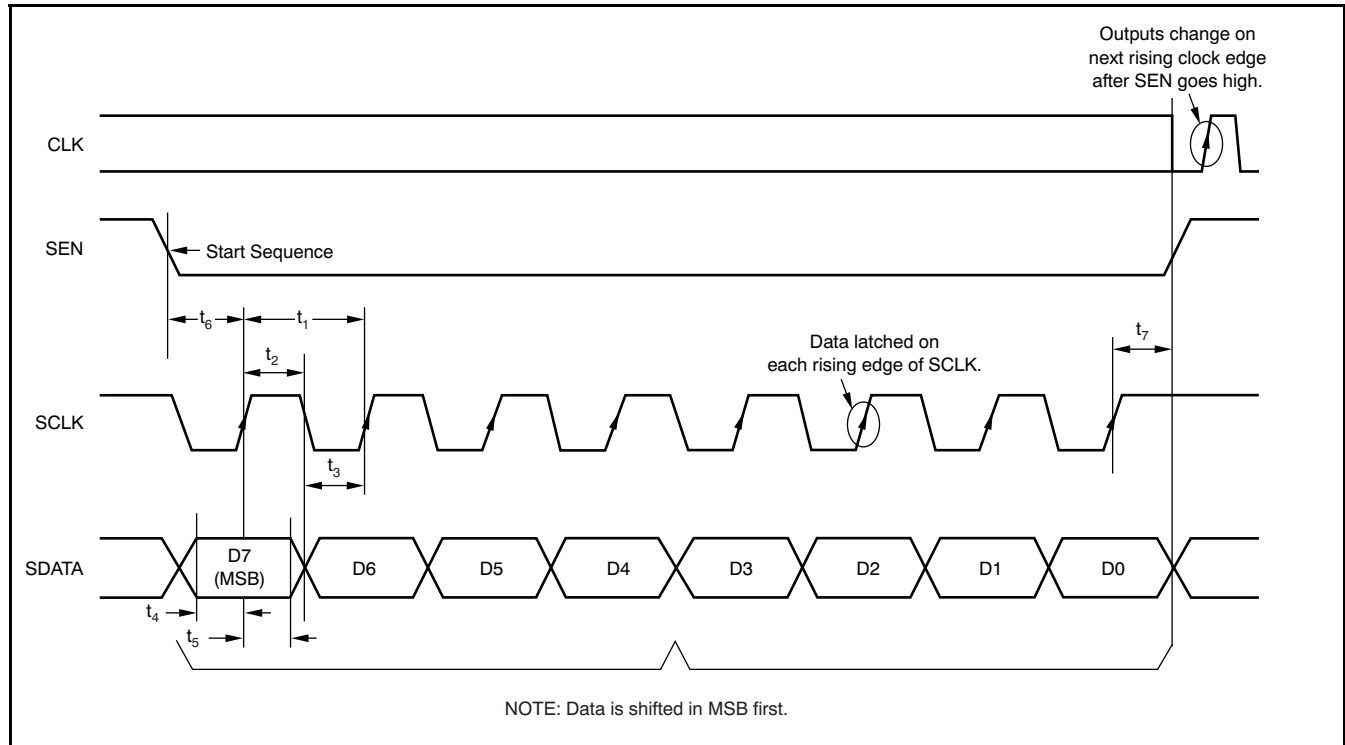 Outputs change on
next rising clock edge
after SEN goes high.
CLK
SEN
Start Sequence
t6
t1
t7
t2
Data latched on
each rising edge of SCLK.
SCLK
t3
SDATA
D7
(MSB)
D6
D5
D4
D3
D2
D1
D0
t4
t5
NOTE: Data is shifted in MSB first.